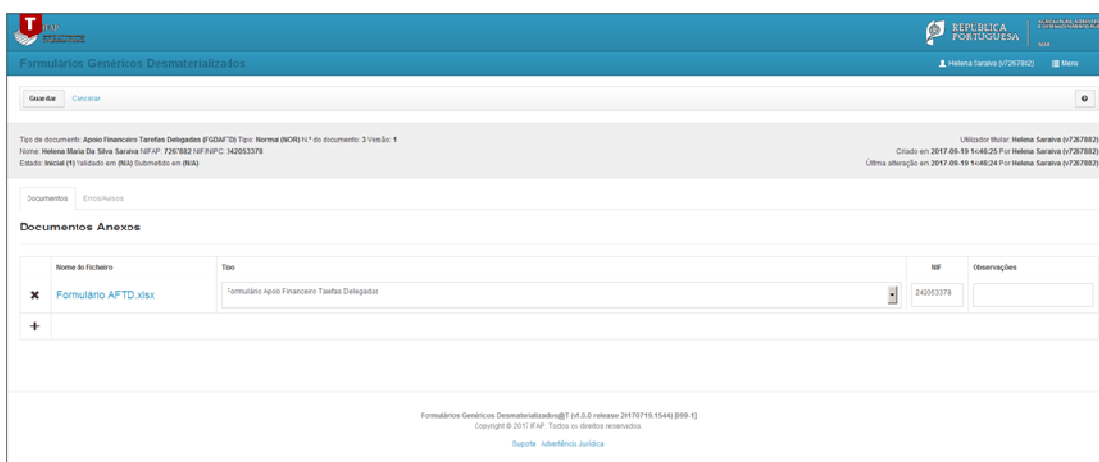 T
IFAP
REPÚBLICA
PORTUGUESA
Formulários Genéricos Desmaterializados
Helena Saraiva (v7267882) Menu
Guardar Cancelar
Tipo de documento: Apoio Financeiro Tarefas Delegadas (FGDAFTD) Tipo: Normal (NOR) N.º do documento: 3 Versão: 1
Utilizador titular: Helena Saraiva (v7267882)
Nome: Helena Maria Da Silva Saraiva NIFAP: 7267882 NIF/NIPC: 242053378
Criado em 2017-09-19 14:46:25 Por Helena Saraiva (v7267882)
Estado: Inicial (1) Validado em (N/A) Submetido em (N/A)
Última alteração em 2017-09-19 14:46:24 Por Helena Saraiva (v7267882)
Documentos Erros/Avisos
Documentos Anexos
Nome do Ficheiro Tipo NIF Observações
Formulário AFTD.xlsx Formulário Apoio Financeiro Tarefas Delegadas 242053378
Formulários Genéricos Desmaterializados@T (v1.0.0 release 20170719.1544) [099-1]
Copyright © 2017 IFAP. Todos os direitos reservados.
Suporte Advertência Jurídica